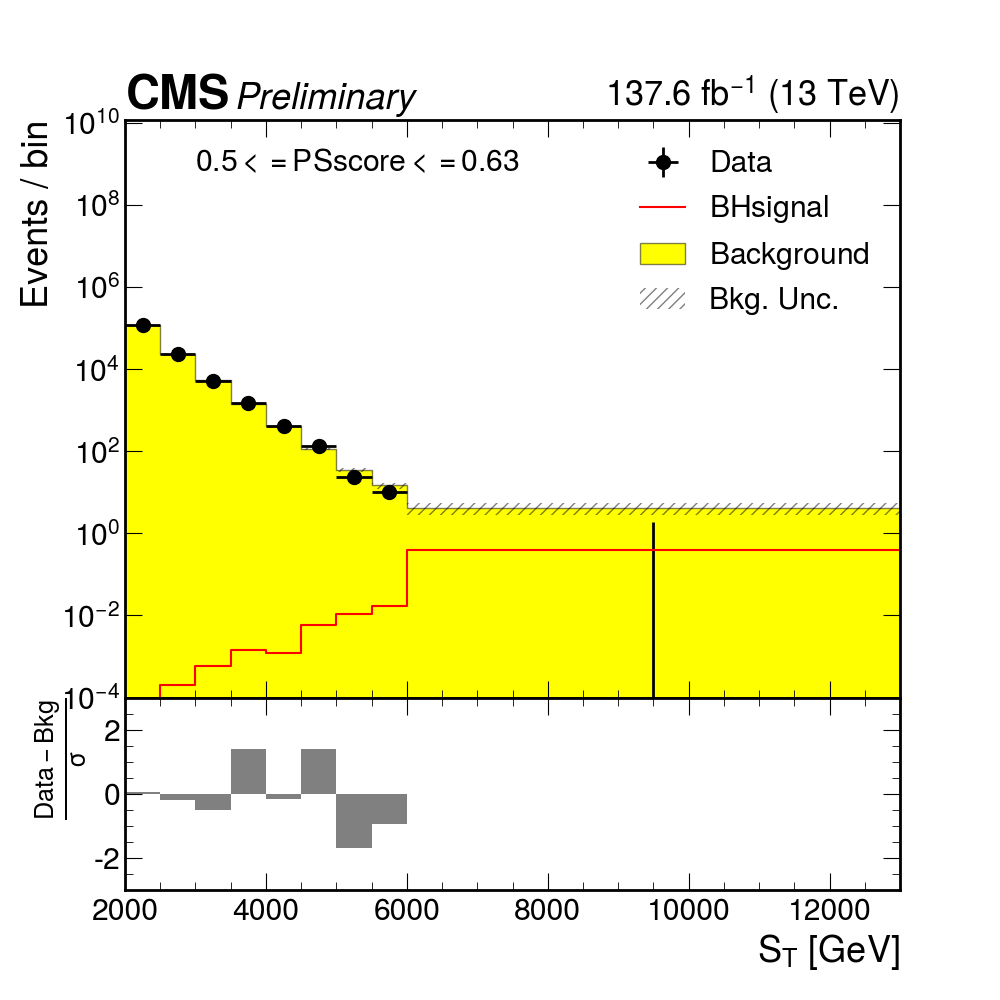 CMS Preliminary 137.6 fb⁻¹ (13 TeV)
Events / bin
10¹⁰
10⁸
10⁶
10⁴
10²
10⁰
10⁻²
10⁻⁴
0.5 < = PSscore < = 0.63
Data
BHsignal
Background
Bkg. Unc.
Data – Bkg
σ
2
0
-2
2000 4000 6000 8000 10000 12000
S_T [GeV]